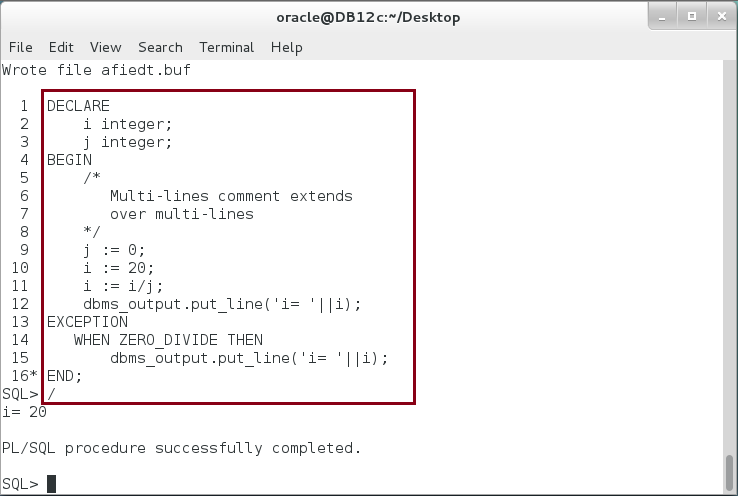 oracle@DB12c:~/Desktop
File Edit View Search Terminal Help
Wrote file afiedt.buf
1 DECLARE
2     i integer;
3     j integer;
4 BEGIN
5     /*
6        Multi-lines comment extends
7        over multi-lines
8     */
9     j := 0;
10     i := 20;
11     i := i/j;
12     dbms_output.put_line('i= '||i);
13 EXCEPTION
14    WHEN ZERO_DIVIDE THEN
15        dbms_output.put_line('i= '||i);
16* END;
SQL> /
i= 20
PL/SQL procedure successfully completed.
SQL>